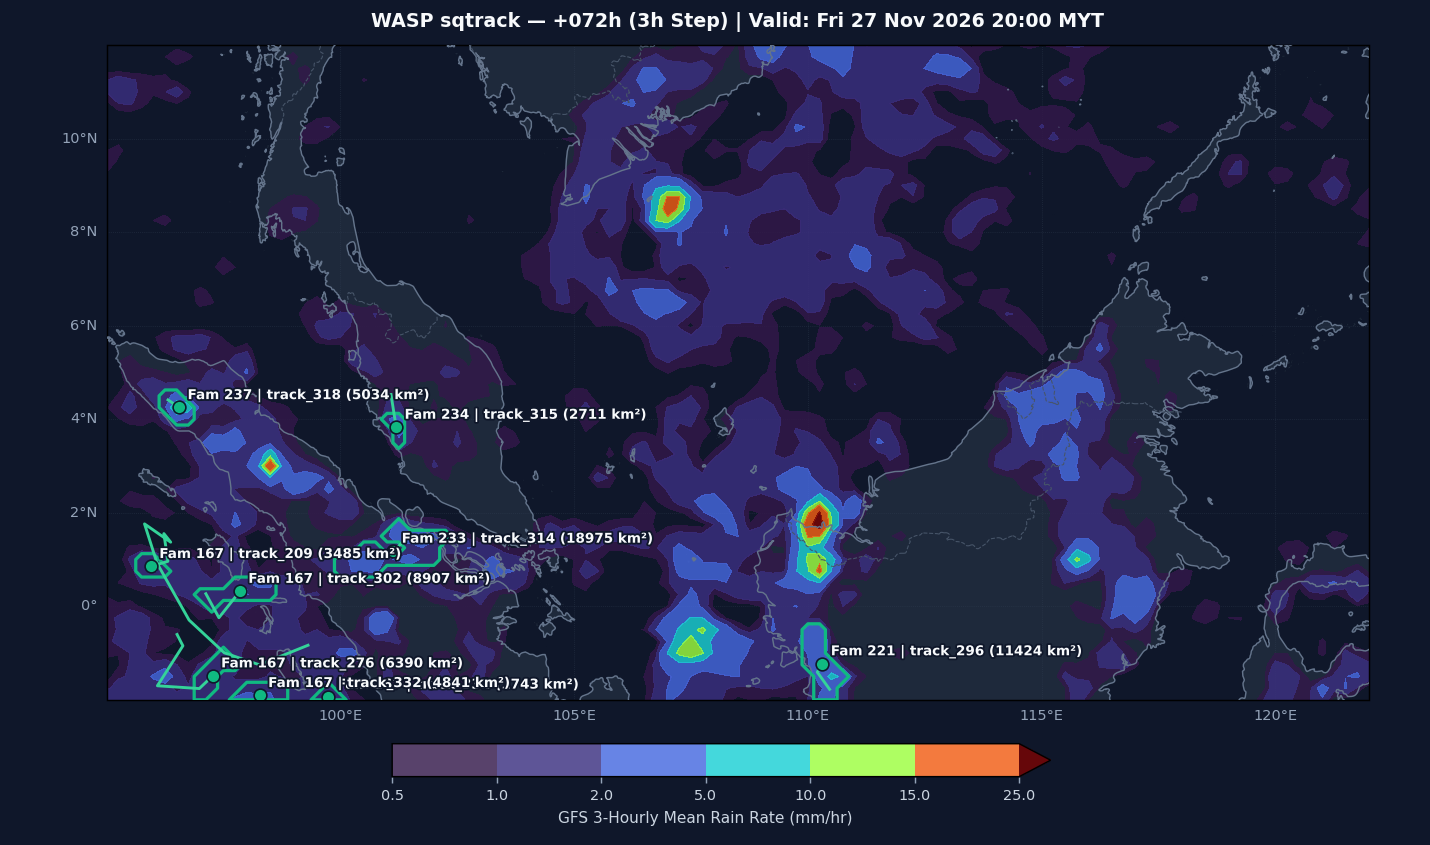 WASP sqtrack — +072h (3h Step) | Valid: Fri 27 Nov 2026 20:00 MYT
10°N
8°N
6°N
4°N
2°N
0°
Fam 237 | track_318 (5034 km²)
Fam 234 | track_315 (2711 km²)
Fam 233 | track_314 (18975 km²)
Fam 167 | track_209 (3485 km²)
Fam 167 | track_302 (8907 km²)
Fam 221 | track_296 (11424 km²)
Fam 167 | track_276 (6390 km²)
Fam 167 | track_332 (4841 km²)
743 km²)
100°E
105°E
110°E
115°E
120°E
0.5
1.0
2.0
5.0
10.0
15.0
25.0
GFS 3-Hourly Mean Rain Rate (mm/hr)